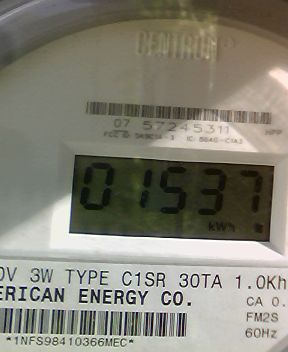 CENTRON®
07 57245311
HPP
01537
kWh
0V 3W TYPE C1SR 30TA 1.0Kh
ERICAN ENERGY CO.
CA 0.
FM2S
60Hz
*1NFS98410366MEC*